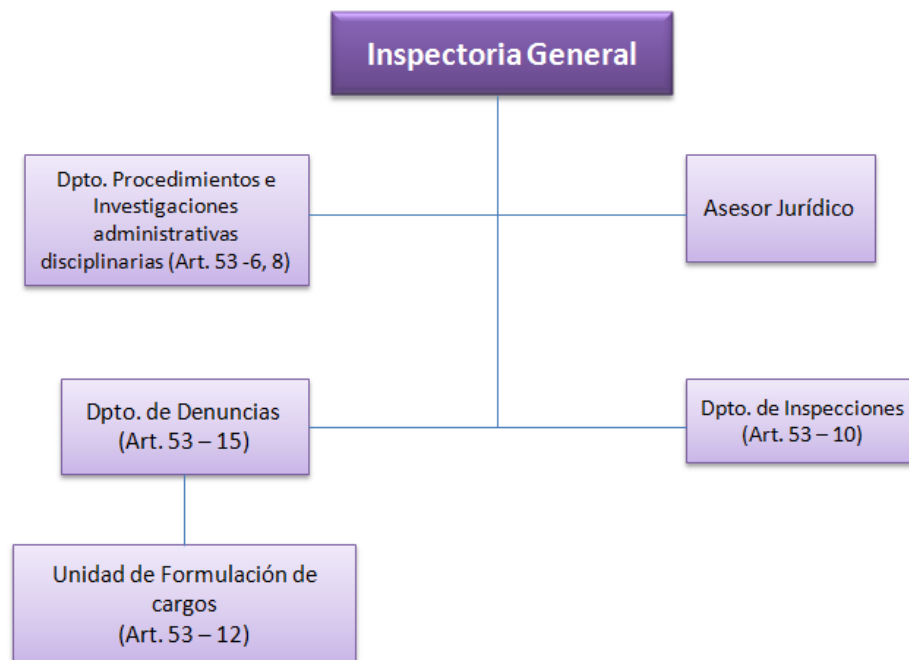 Inspectoria General
Dpto. Procedimientos e
Investigaciones
administrativas
disciplinarias (Art. 53 -6, 8)
Asesor Jurídico
Dpto. de Denuncias
(Art. 53 – 15)
Dpto. de Inspecciones
(Art. 53 – 10)
Unidad de Formulación de
cargos
(Art. 53 – 12)